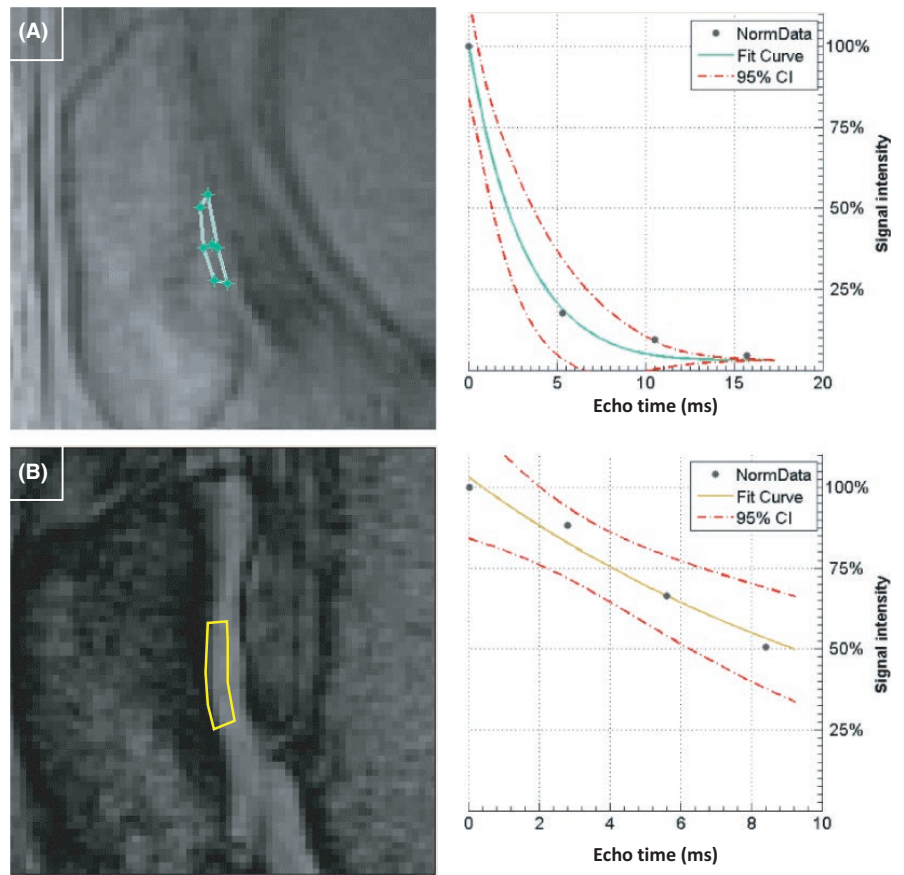 (A)
NormData
Fit Curve
95% CI
100%
75%
50%
25%
Signal intensity
0 5 10 15 20
Echo time (ms)
(B)
NormData
Fit Curve
95% CI
100%
75%
50%
25%
Signal intensity
0 2 4 6 8 10
Echo time (ms)